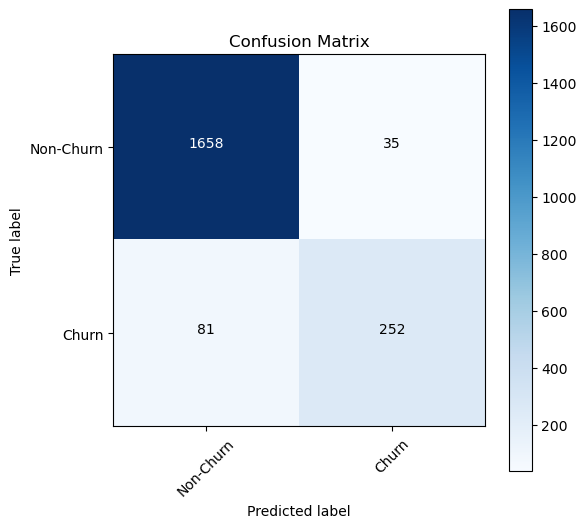 Confusion Matrix
True label
Non-Churn
Churn
1658
35
81
252
Non-Churn
Churn
Predicted label
1600
1400
1200
1000
800
600
400
200